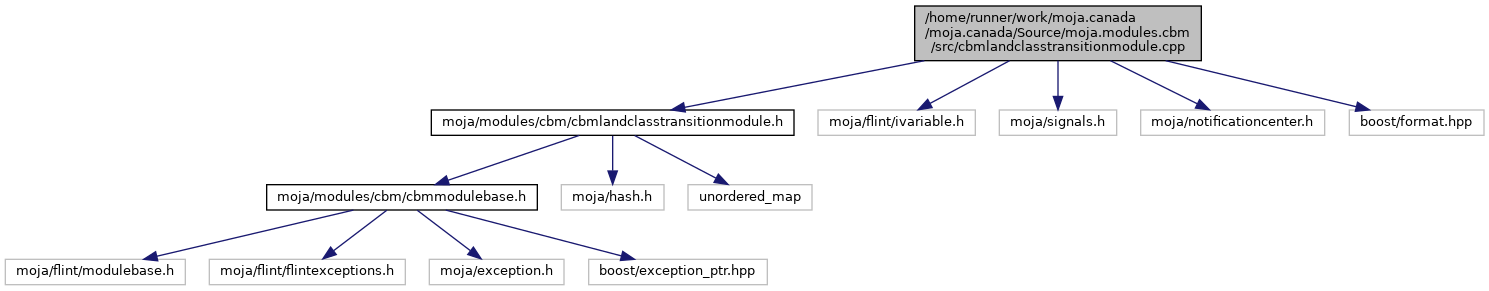 /home/runner/work/moja.canada
/moja.canada/Source/moja.modules.cbm
/src/cbmlandclasstransitionmodule.cpp
moja/modules/cbm/cbmlandclasstransitionmodule.h
moja/flint/ivariable.h
moja/signals.h
moja/notificationcenter.h
boost/format.hpp
moja/modules/cbm/cbmmodulebase.h
moja/hash.h
unordered_map
moja/flint/modulebase.h
moja/flint/flintexceptions.h
moja/exception.h
boost/exception_ptr.hpp